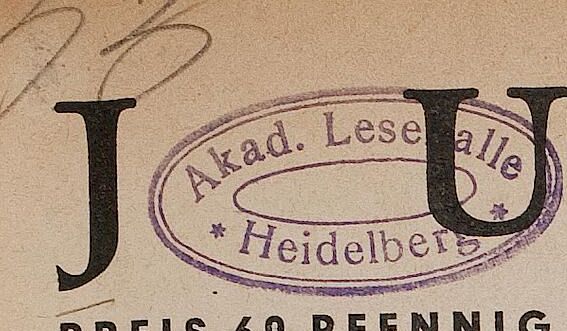 J U
Akad. Lesehalle
* Heidelberg *
PREIS 60 PFENNIG